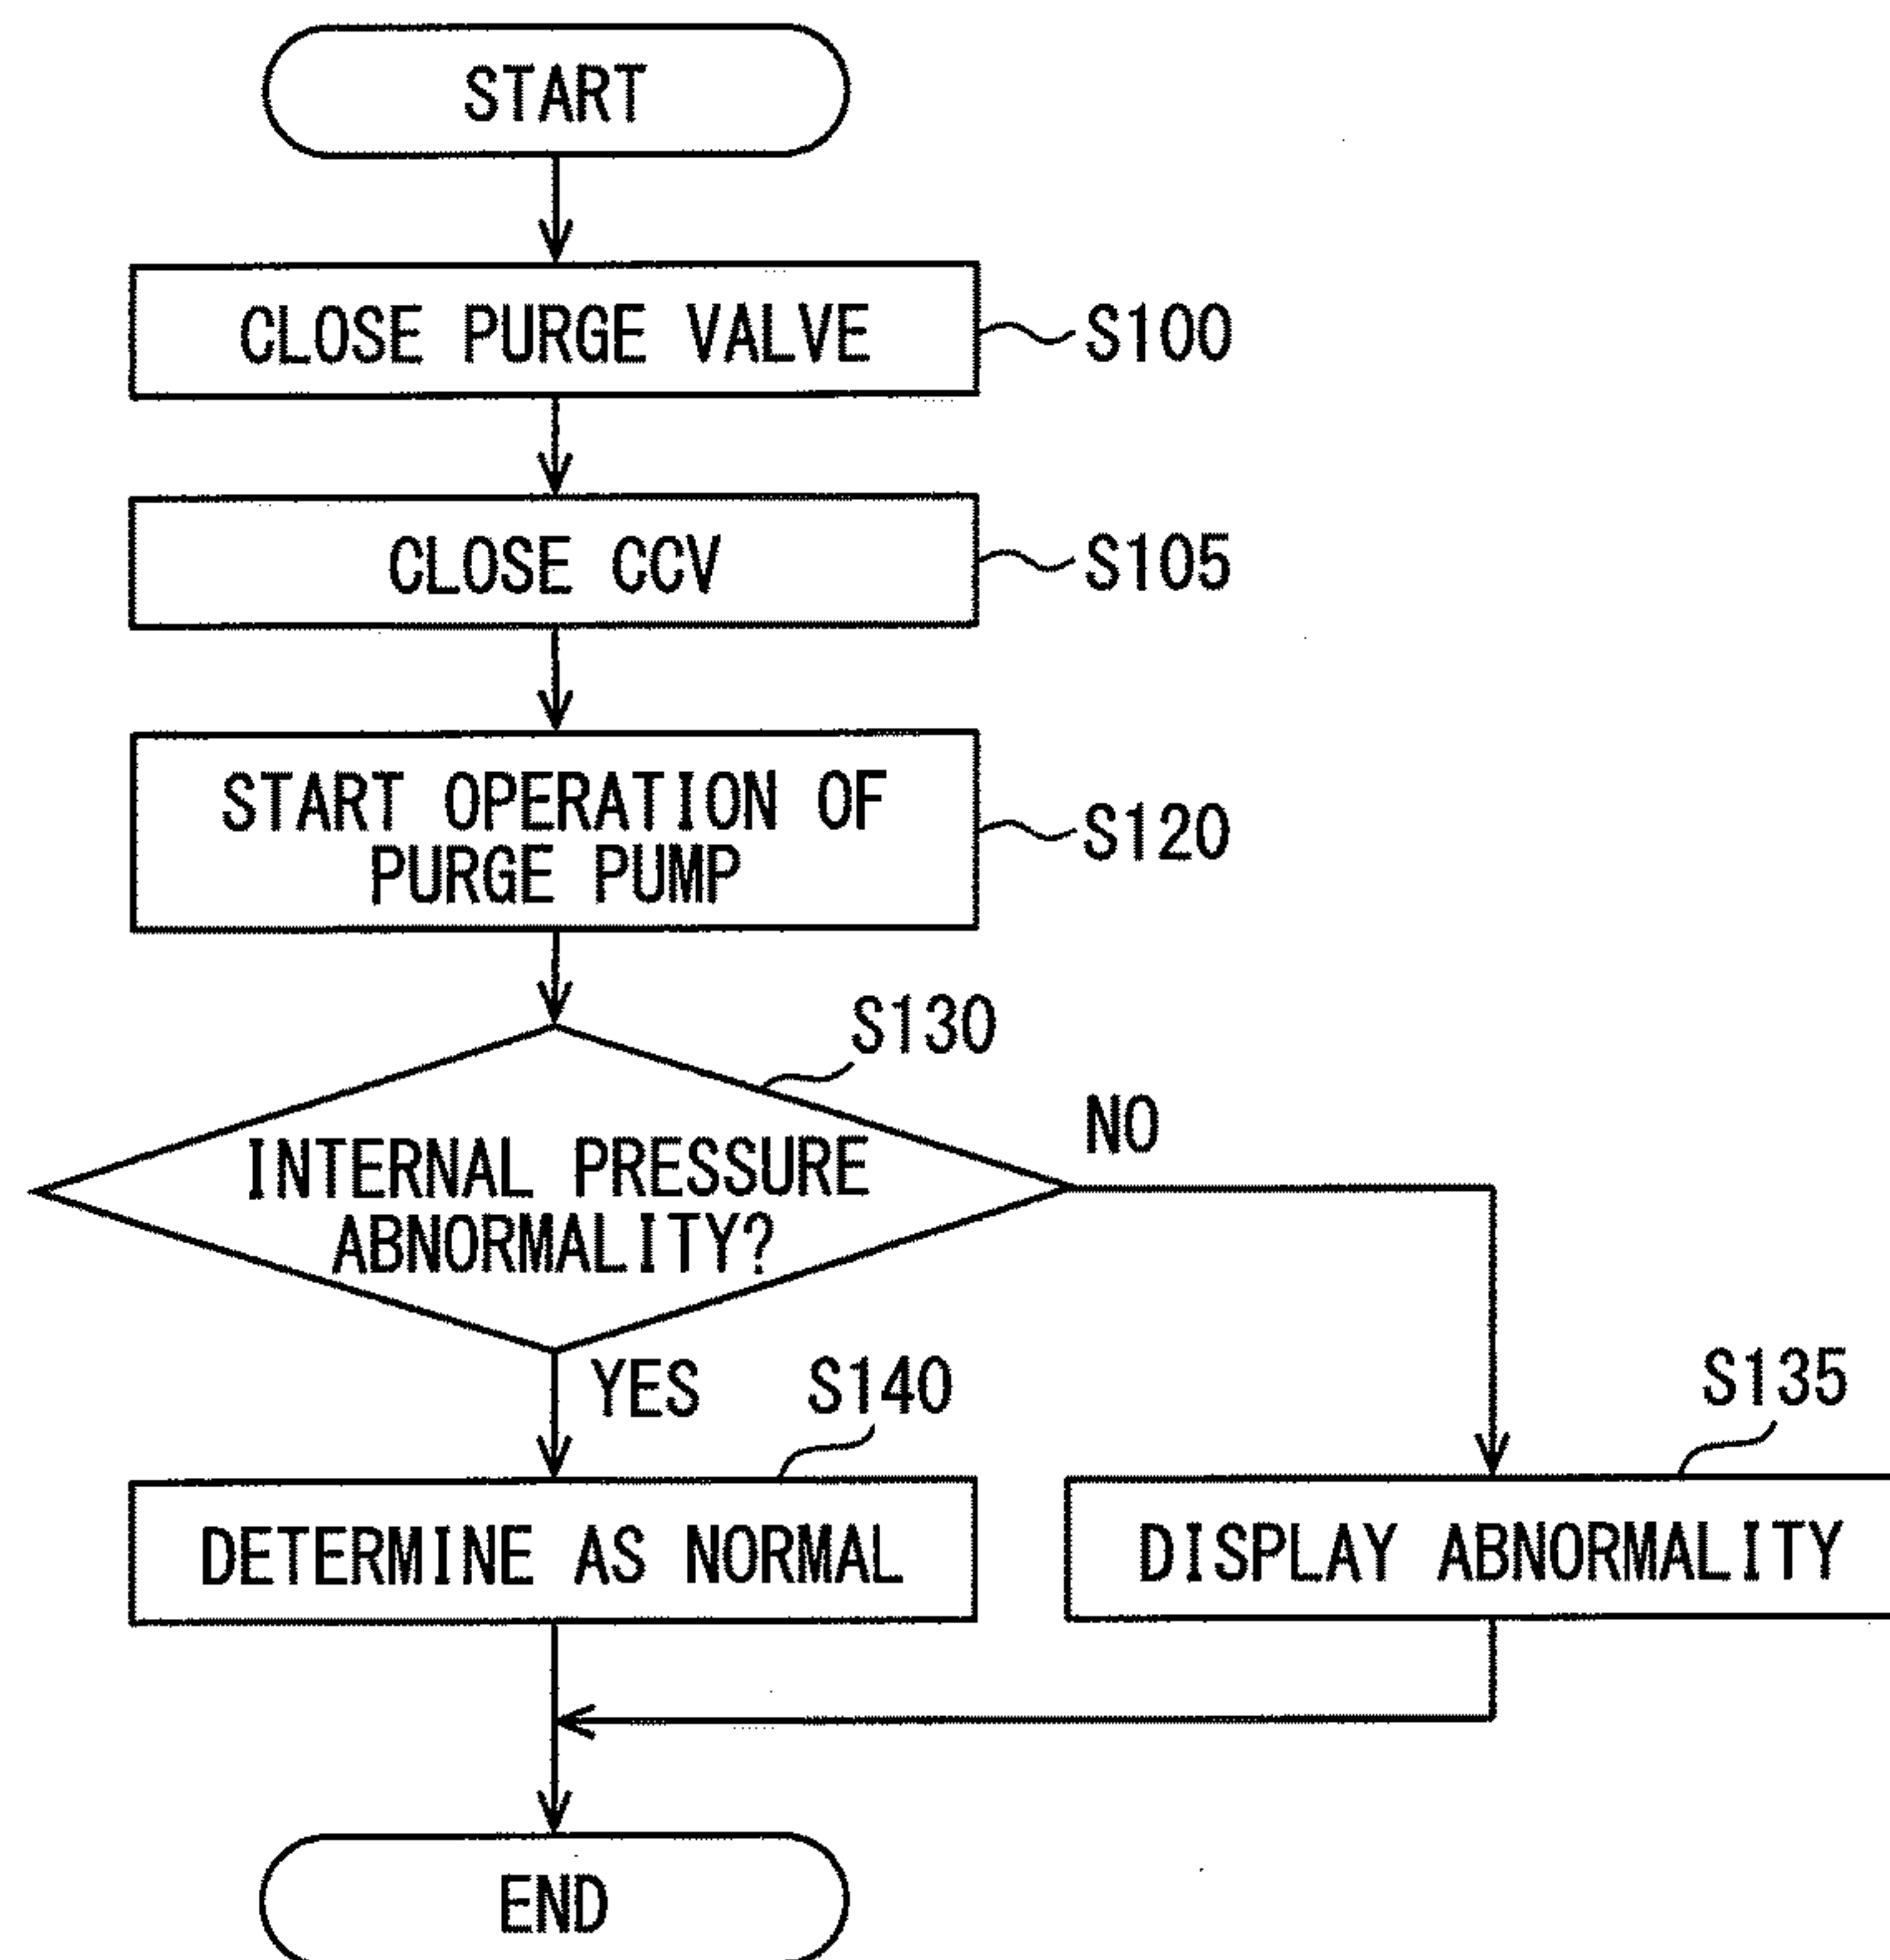 START
CLOSE PURGE VALVE
S100
CLOSE CCV
S105
START OPERATION OF
PURGE PUMP
S120
S130
INTERNAL PRESSURE
ABNORMALITY?
NO
YES
S140
S135
DETERMINE AS NORMAL
DISPLAY ABNORMALITY
END